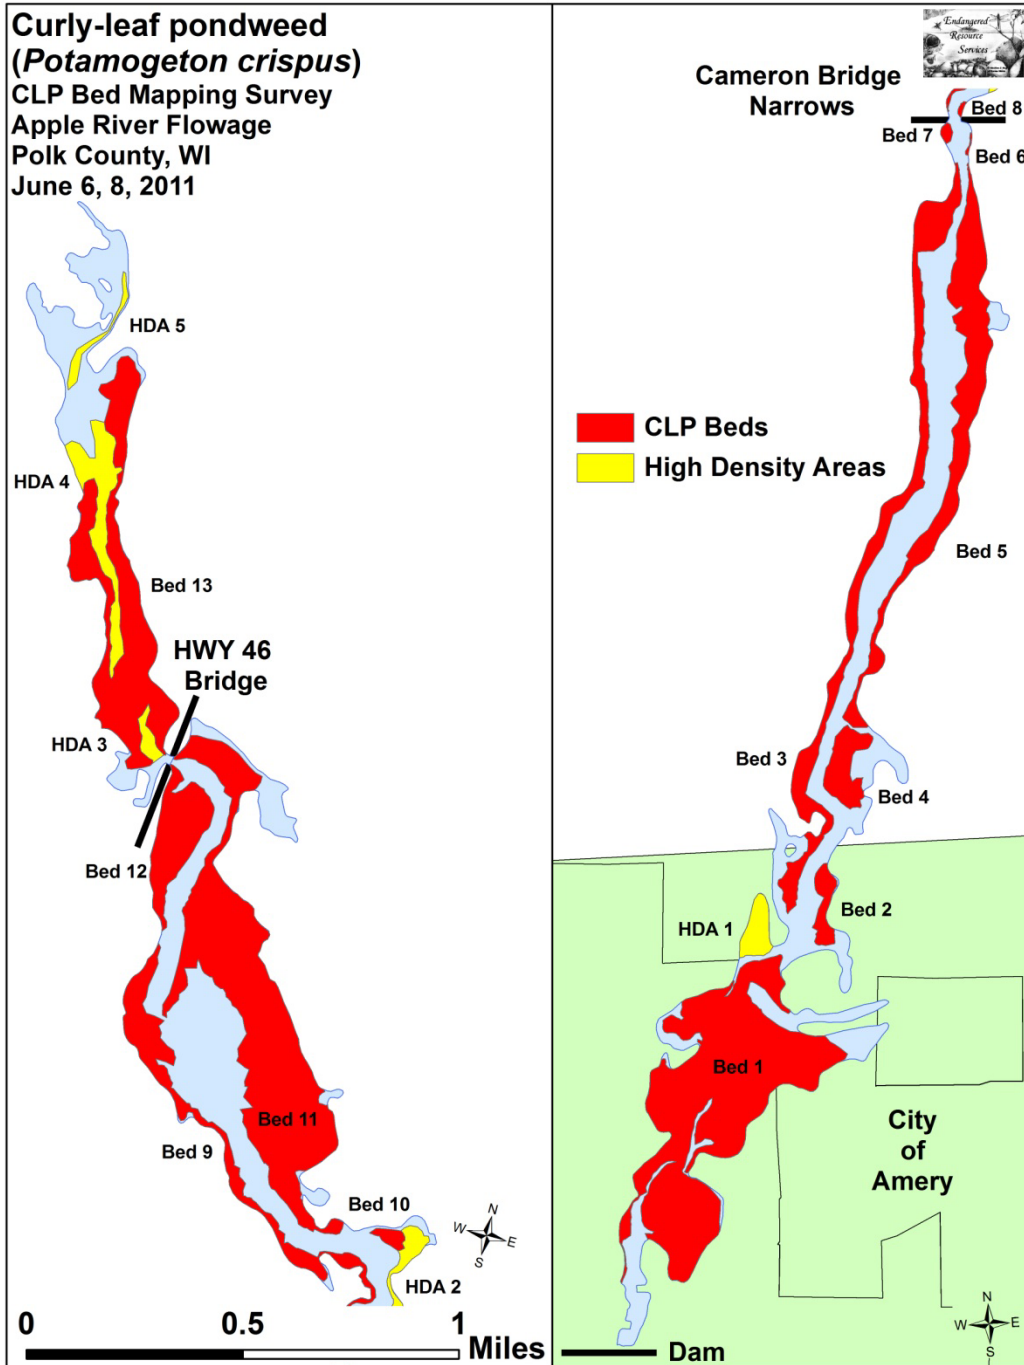 Curly-leaf pondweed
(Potamogeton crispus)
CLP Bed Mapping Survey
Apple River Flowage
Polk County, WI
June 6, 8, 2011
HDA 5
HDA 4
Bed 13
HWY 46
Bridge
HDA 3
Bed 12
Bed 11
Bed 9
Bed 10
N
W E
S
HDA 2
0 0.5 1
Miles
Endangered
Resource
Services
Cameron Bridge
Narrows
Bed 8
Bed 7
Bed 6
CLP Beds
High Density Areas
Bed 5
Bed 3
Bed 4
Bed 2
HDA 1
Bed 1
City
of
Amery
N
W E
S
Dam